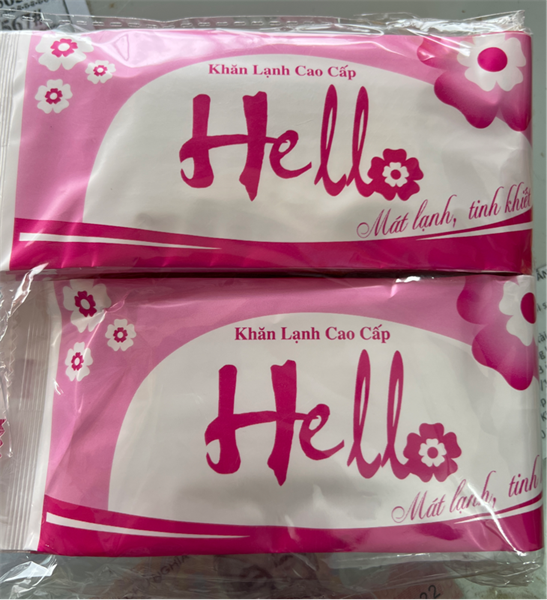 Khăn Lạnh Cao Cấp
Hello
Mát lạnh, tinh khiết
Khăn Lạnh Cao Cấp
Hello
Mát lạnh, tinh